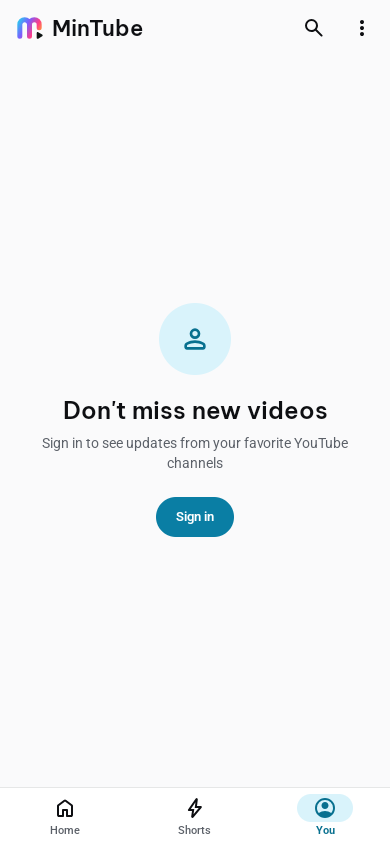 MinTube
Don't miss new videos
Sign in to see updates from your favorite YouTube
channels
Sign in
Home
Shorts
You